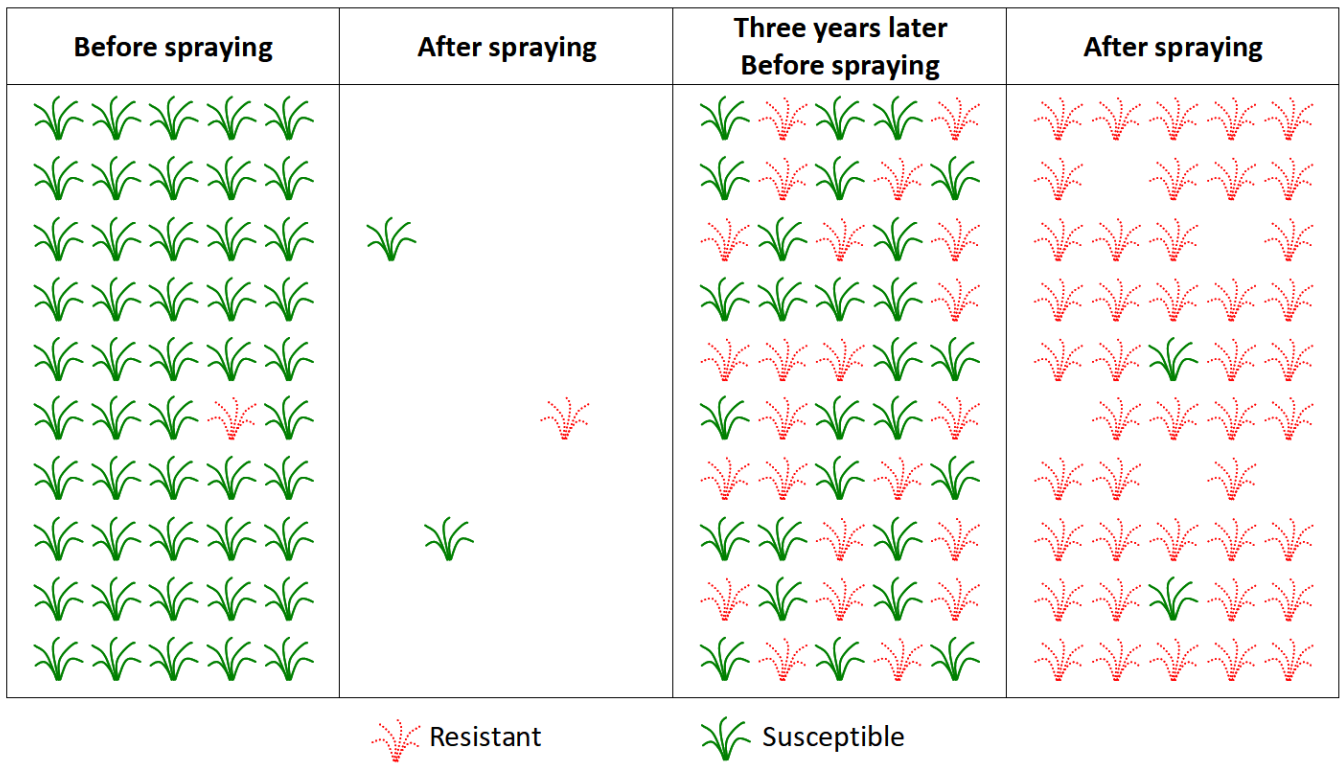 Before spraying
After spraying
Three years later
Before spraying
After spraying
Resistant
Susceptible